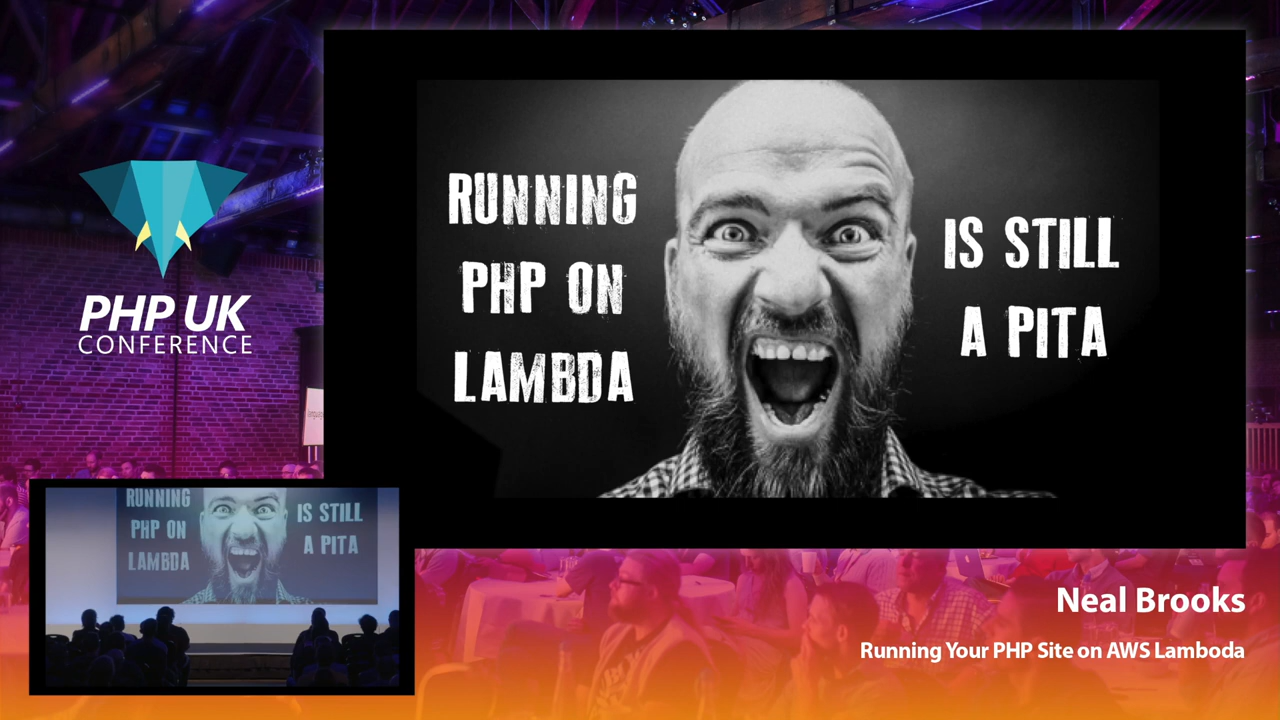 PHP UK
CONFERENCE
RUNNING
PHP ON
LAMBDA
IS STILL
A PITA
RUNNING
PHP ON
LAMBDA
IS STILL
A PITA
Neal Brooks
Running Your PHP Site on AWS Lamboda